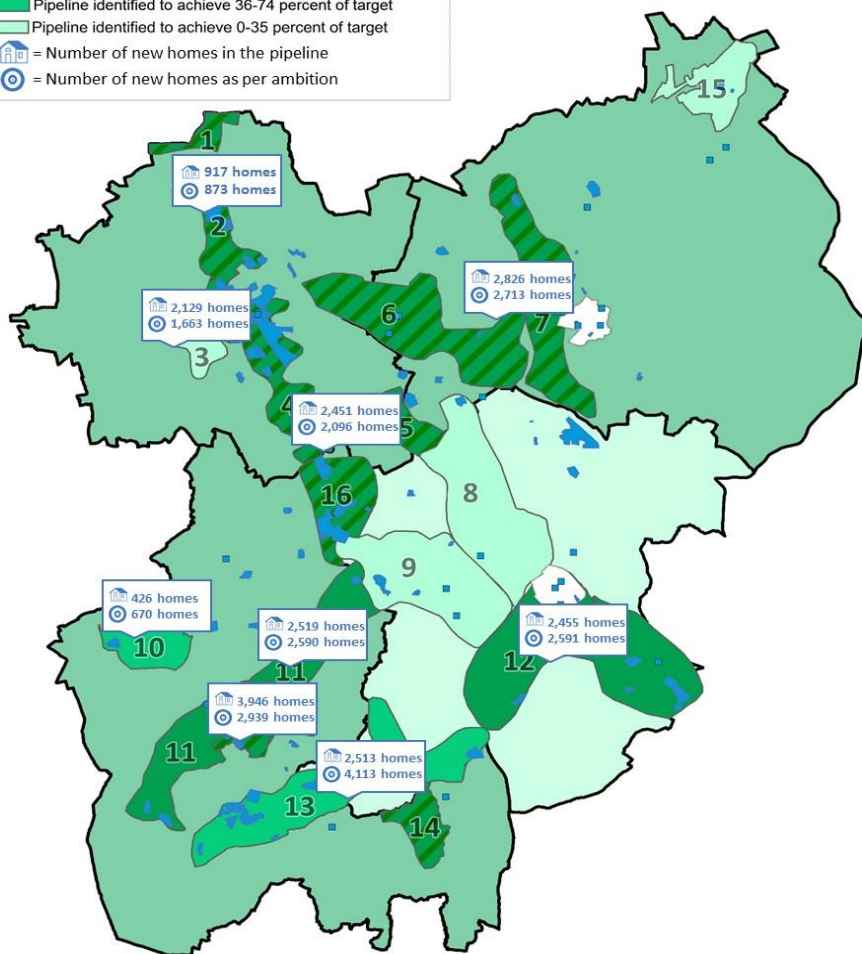 Pipeline identified to achieve 36-74 percent of target
Pipeline identified to achieve 0-35 percent of target
= Number of new homes in the pipeline
= Number of new homes as per ambition
15
1
917 homes
873 homes
2
2,826 homes
2,713 homes
2,129 homes
1,663 homes
6
7
3
4
2,451 homes
2,096 homes
5
8
16
9
426 homes
670 homes
10
2,519 homes
2,590 homes
11
2,455 homes
2,591 homes
12
3,946 homes
2,939 homes
11
2,513 homes
4,113 homes
13
14